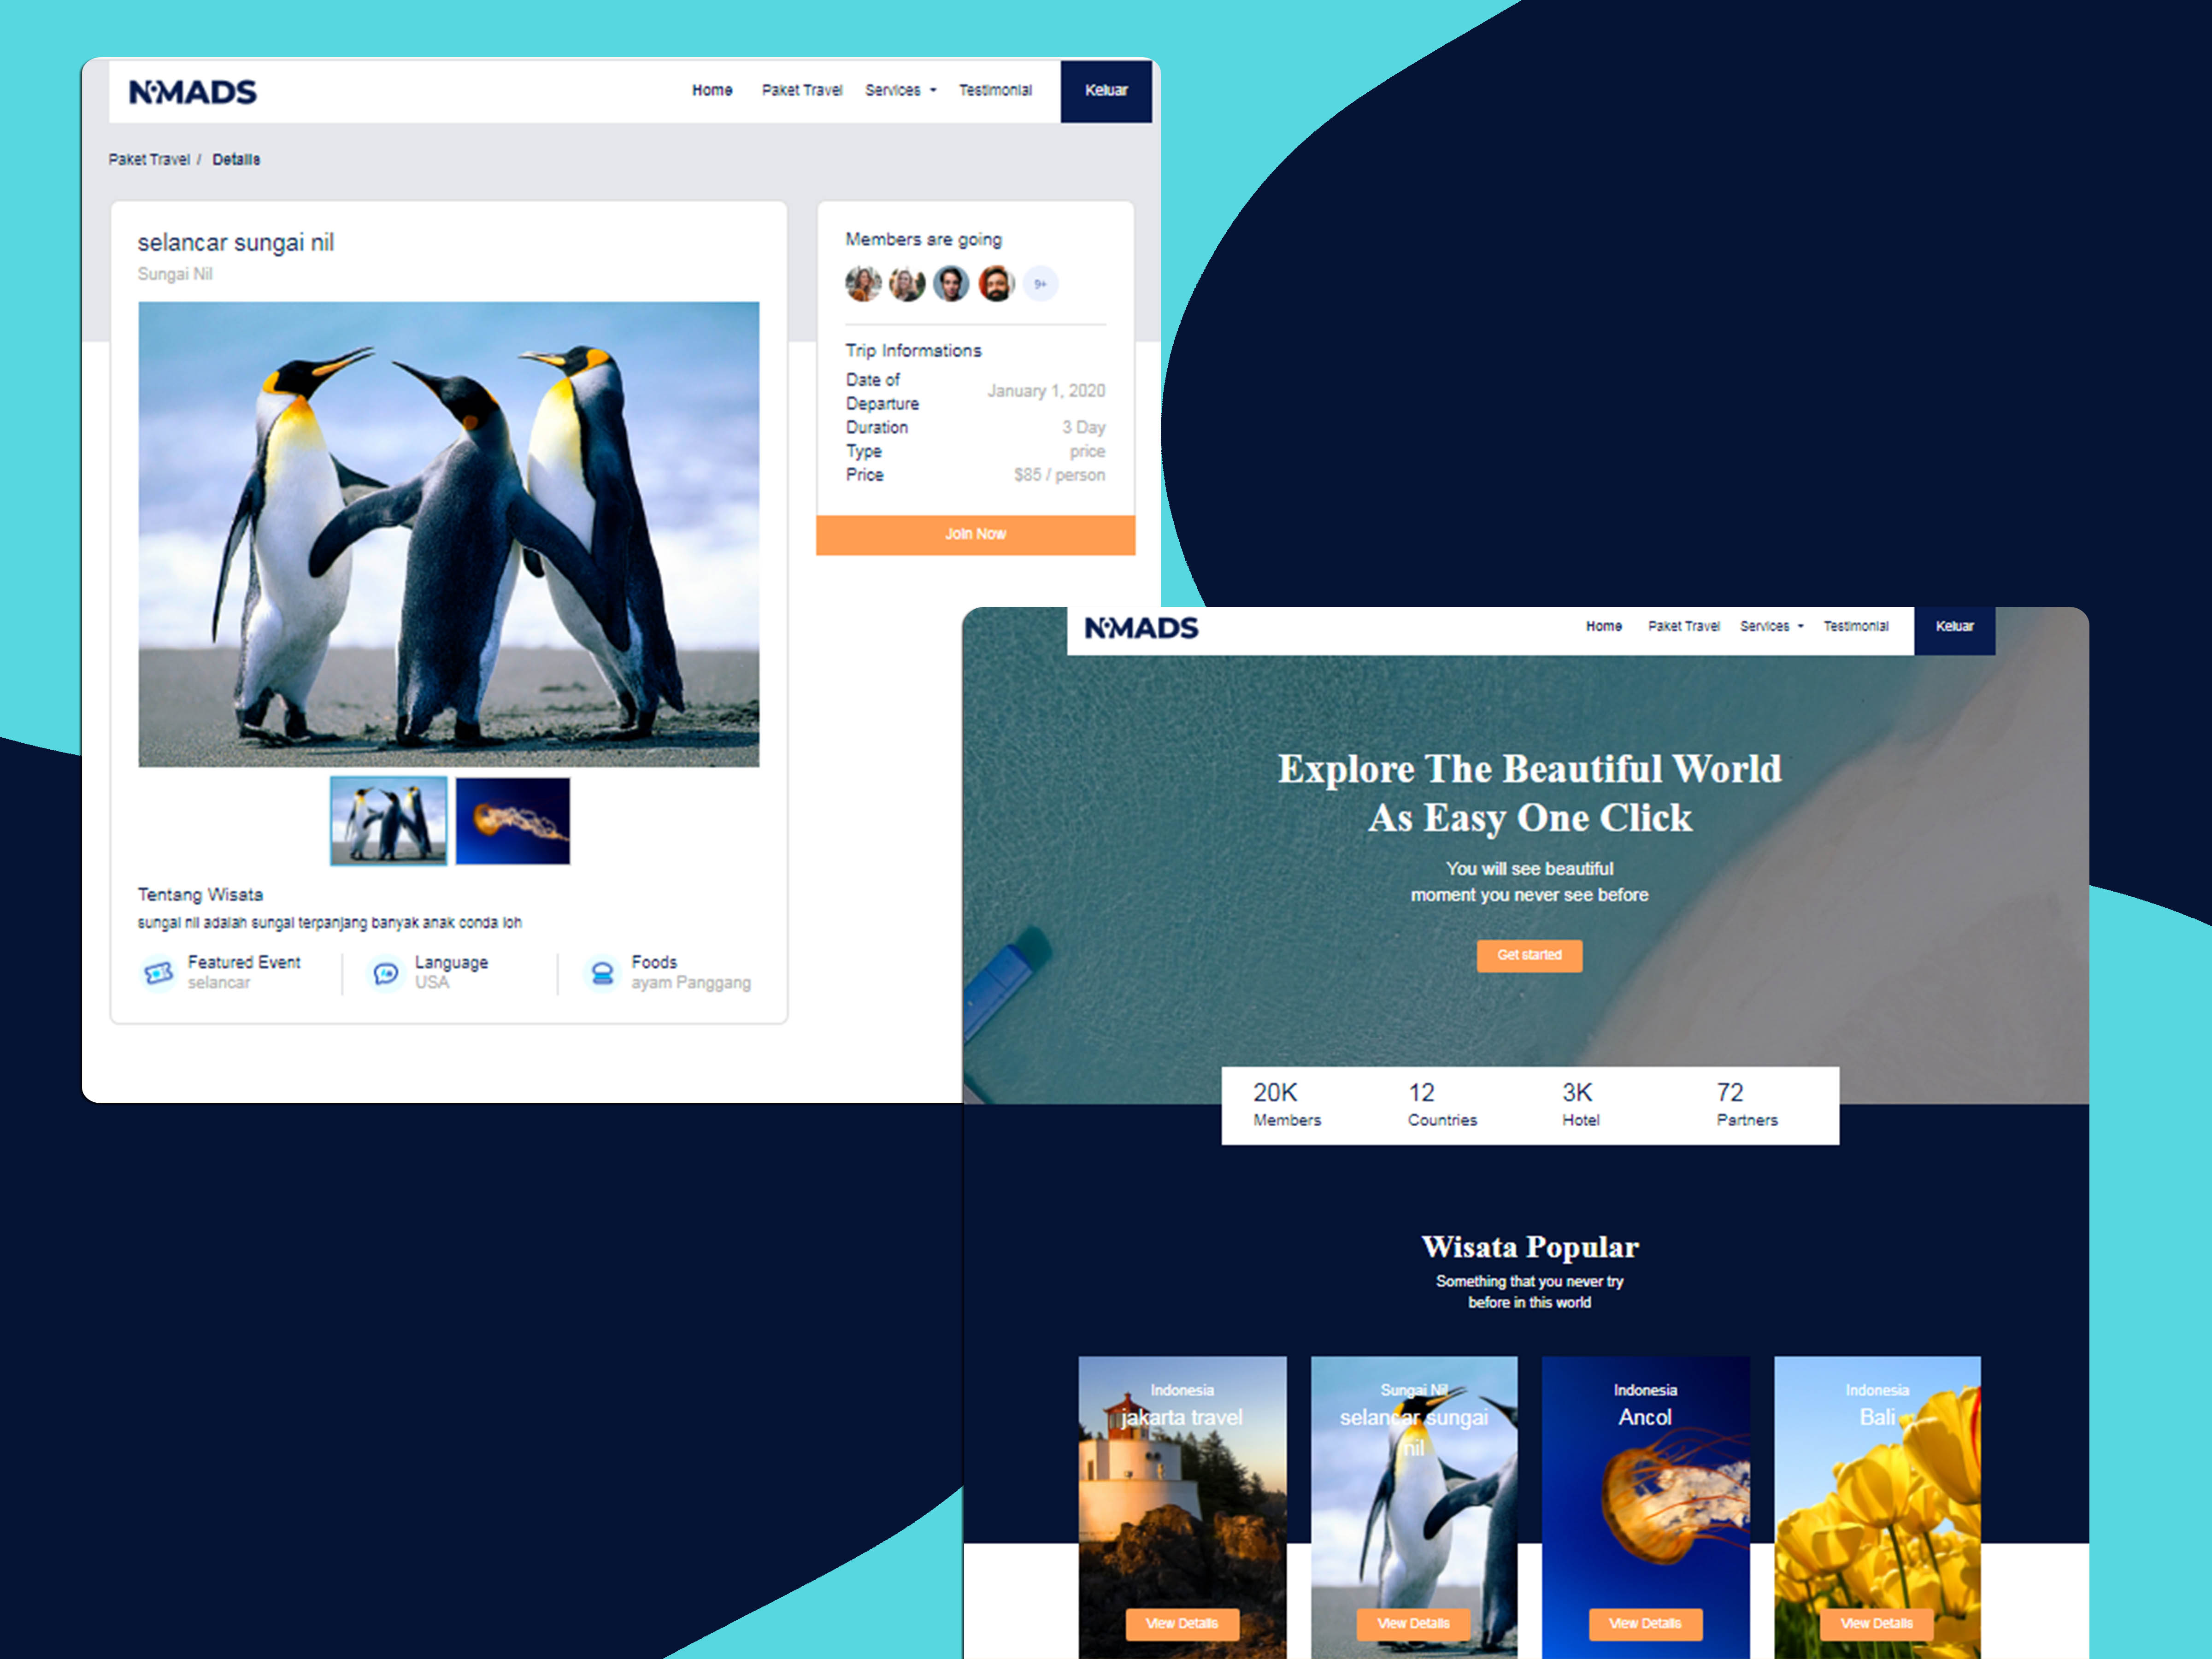 NOMADS
Home Paket Travel Services Testimonial Keluar
Paket Travel / Details
selancar sungai nil
Sungai Nil
Tentang Wisata
sungai nil adalah sungai terpanjang banyak anak conda loh
Featured Event
selancar
Language
USA
Foods
ayam Panggang
Members are going
9+
Trip Informations
Date of Departure January 1, 2020
Duration 3 Day
Type price
Price $85 / person
Join Now
NOMADS
Home Paket Travel Services Testimonial Keluar
Explore The Beautiful World
As Easy One Click
You will see beautiful
moment you never see before
Get started
20K 12 3K 72
Members Countries Hotel Partners
Wisata Popular
Something that you never try
before in this world
Indonesia
jakarta travel
View Details
Sungai Nil
selancar sungai
nil
View Details
Indonesia
Ancol
View Details
Indonesia
Bali
View Details